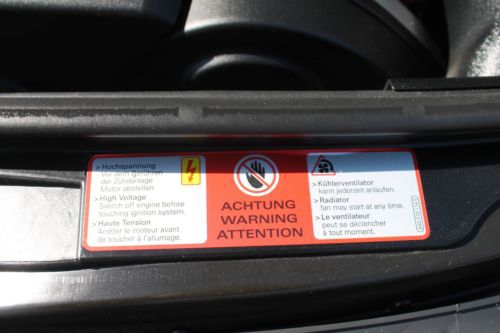 > Hochspannung
Vor dem Berühren
der Zündanlage
Motor abstellen.
> High Voltage
Switch off engine before
touching ignition system.
> Haute Tension
Arrêter le moteur avant
de toucher à l'allumage.
ACHTUNG
WARNING
ATTENTION
> Kühlerventilator
kann jederzeit anlaufen.
> Radiator
fan may start at any time.
> Le ventilateur
peut se déclencher
à tout moment.